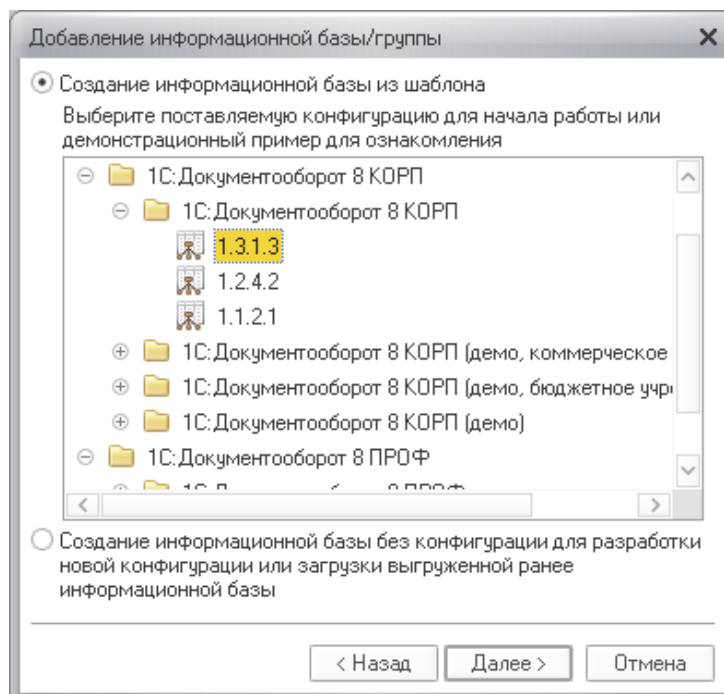 Добавление информационной базы/группы
Создание информационной базы из шаблона
Выберите поставляемую конфигурацию для начала работы или
демонстрационный пример для ознакомления
1С:Документооборот 8 КОРП
1С:Документооборот 8 КОРП
1.3.1.3
1.2.4.2
1.1.2.1
1С:Документооборот 8 КОРП (демо, коммерческое
1С:Документооборот 8 КОРП (демо, бюджетное учр
1С:Документооборот 8 КОРП (демо)
1С:Документооборот 8 ПРОФ
Создание информационной базы без конфигурации для разработки
новой конфигурации или загрузки выгруженной ранее
информационной базы
< Назад
Далее >
Отмена